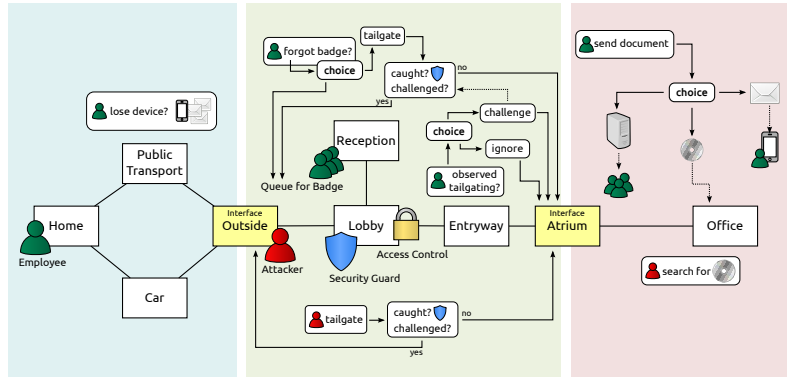 lose device?
Public
Transport
Home
Employee
Car
Interface
Outside
Attacker
forgot badge?
choice
tailgate
caught?
challenged?
no
yes
Reception
Queue for Badge
choice
challenge
ignore
observed
tailgating?
Lobby
Security Guard
Access Control
Entryway
Interface
Atrium
tailgate
caught?
challenged?
no
yes
send document
choice
Office
search for